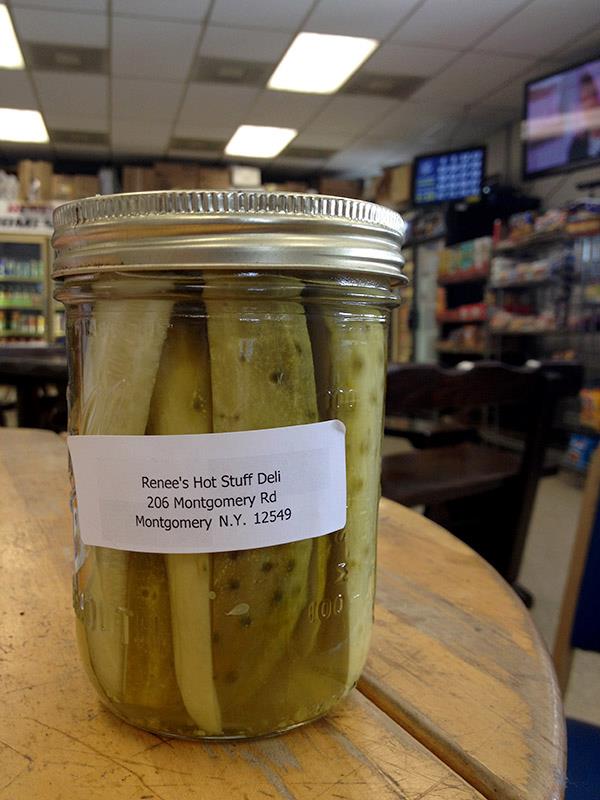 Renee's Hot Stuff Deli
206 Montgomery Rd
Montgomery N.Y. 12549